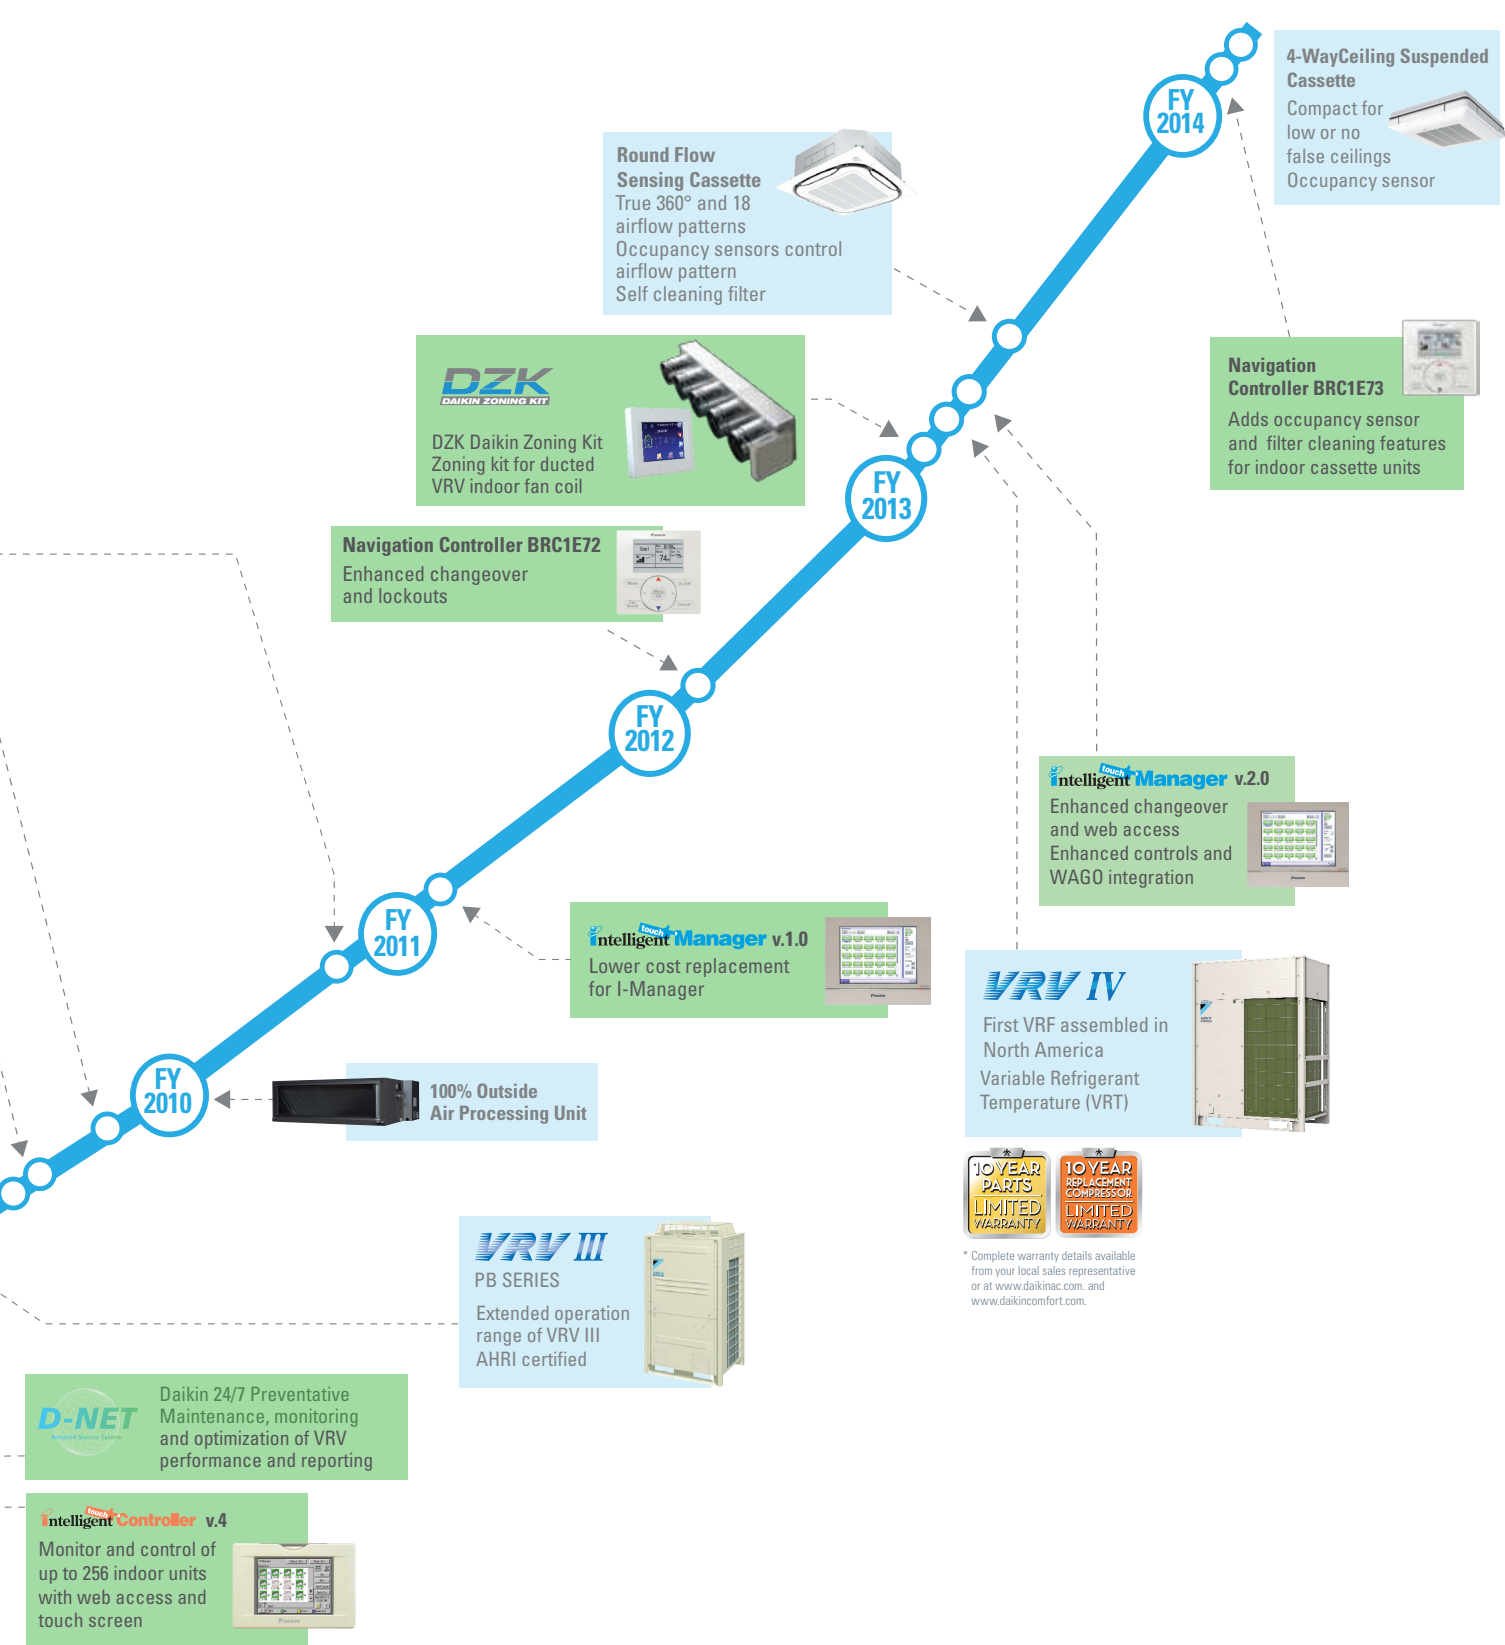 4-WayCeiling Suspended
Cassette
Compact for
low or no
false ceilings
Occupancy sensor
FY
2014
Round Flow
Sensing Cassette
True 360° and 18
airflow patterns
Occupancy sensors control
airflow pattern
Self cleaning filter
Navigation
Controller BRC1E73
Adds occupancy sensor
and filter cleaning features
for indoor cassette units
DZK
DAIKIN ZONING KIT
DZK Daikin Zoning Kit
Zoning kit for ducted
VRV indoor fan coil
FY
2013
Navigation Controller BRC1E72
Enhanced changeover
and lockouts
FY
2012
intelligent touch Manager v.2.0
Enhanced changeover
and web access
Enhanced controls and
WAGO integration
FY
2011
intelligent touch Manager v.1.0
Lower cost replacement
for I-Manager
VRV IV
First VRF assembled in
North America
Variable Refrigerant
Temperature (VRT)
FY
2010
100% Outside
Air Processing Unit
*
10 YEAR
PARTS
LIMITED
WARRANTY
*
10 YEAR
REPLACEMENT
COMPRESSOR
LIMITED
WARRANTY
* Complete warranty details available
from your local sales representative
or at www.daikinac.com. and
www.daikincomfort.com.
VRV III
PB SERIES
Extended operation
range of VRV III
AHRI certified
D-NET
Network Service System
Daikin 24/7 Preventative
Maintenance, monitoring
and optimization of VRV
performance and reporting
intelligent touch Controller v.4
Monitor and control of
up to 256 indoor units
with web access and
touch screen